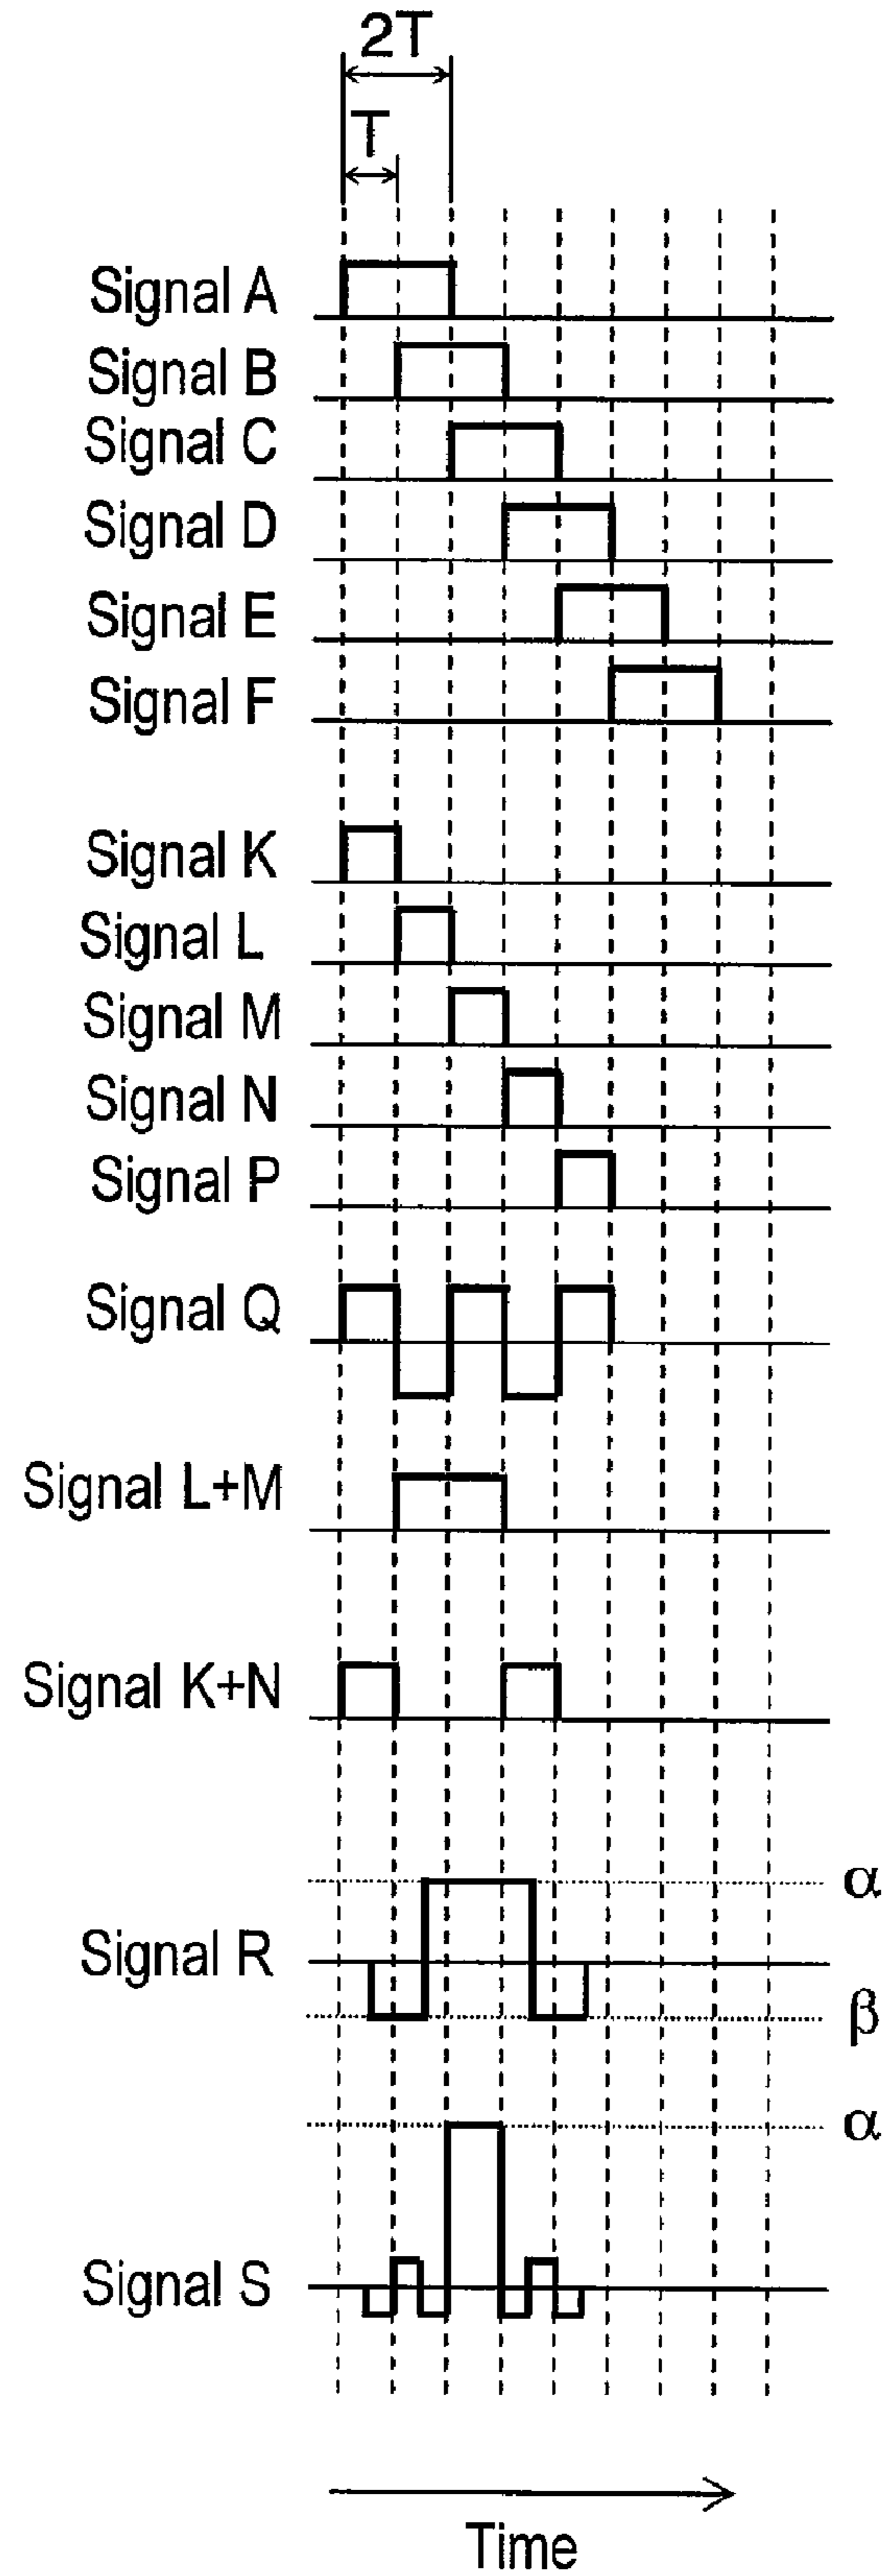 2T
T
Signal A
Signal B
Signal C
Signal D
Signal E
Signal F
Signal K
Signal L
Signal M
Signal N
Signal P
Signal Q
Signal L+M
Signal K+N
α
Signal R
β
α
Signal S
Time